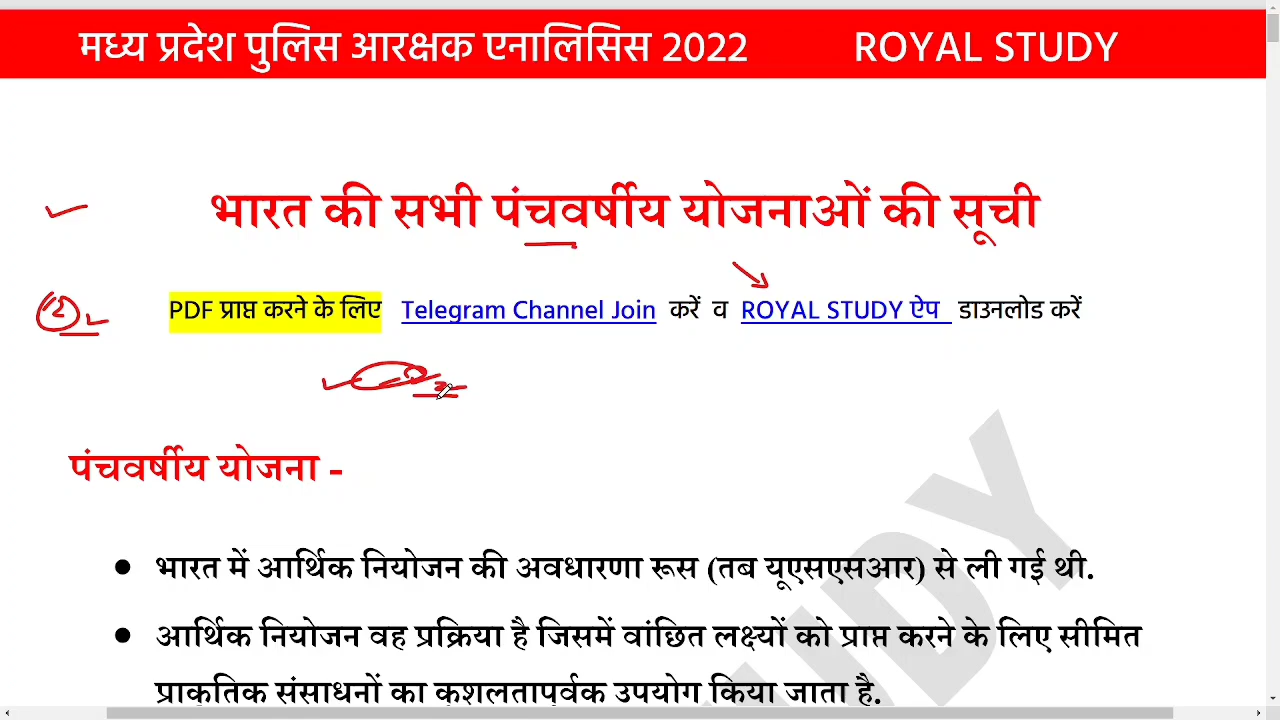 मध्य प्रदेश पुलिस आरक्षक एनालिसिस 2022 ROYAL STUDY
भारत की सभी पंचवर्षीय योजनाओं की सूची
PDF प्राप्त करने के लिए Telegram Channel Join करें व ROYAL STUDY ऐप डाउनलोड करें
पंचवर्षीय योजना -
● भारत में आर्थिक नियोजन की अवधारणा रूस (तब यूएसएसआर) से ली गई थी.
● आर्थिक नियोजन वह प्रक्रिया है जिसमें वांछित लक्ष्यों को प्राप्त करने के लिए सीमित
प्राकृतिक संसाधनों का कुशलतापूर्वक उपयोग किया जाता है.
UDY